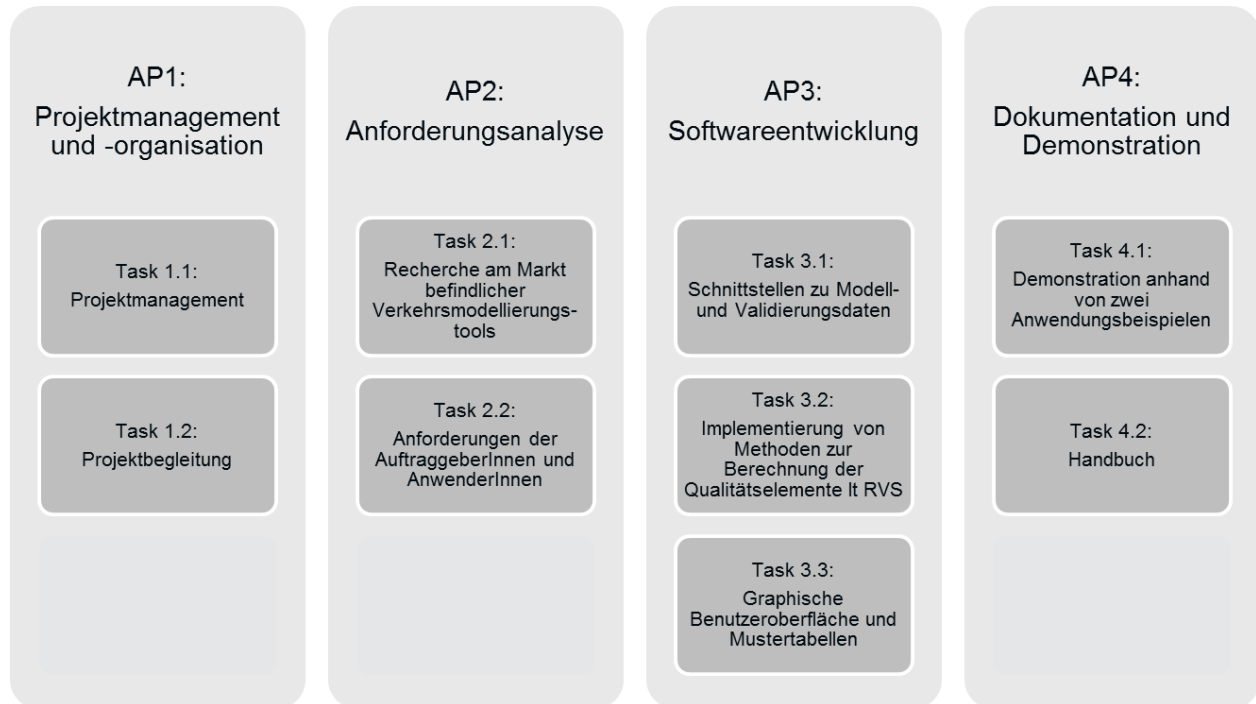 AP1:
Projektmanagement
und -organisation
Task 1.1:
Projektmanagement
Task 1.2:
Projektbegleitung
AP2:
Anforderungsanalyse
Task 2.1:
Recherche am Markt
befindlicher
Verkehrsmodellierungs-
tools
Task 2.2:
Anforderungen der
AuftraggeberInnen und
AnwenderInnen
AP3:
Softwareentwicklung
Task 3.1:
Schnittstellen zu Modell-
und Validierungsdaten
Task 3.2:
Implementierung von
Methoden zur
Berechnung der
Qualitätselemente lt RVS
Task 3.3:
Graphische
Benutzeroberfläche und
Mustertabellen
AP4:
Dokumentation und
Demonstration
Task 4.1:
Demonstration anhand
von zwei
Anwendungsbeispielen
Task 4.2:
Handbuch